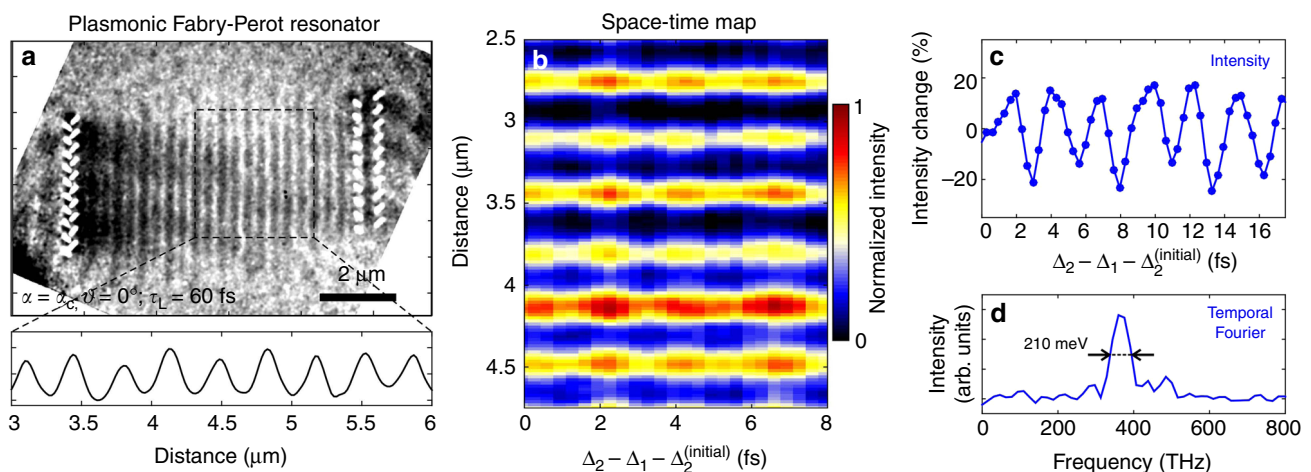 Plasmonic Fabry-Perot resonator
a
α = α_c, ϑ = 0°; τ_L = 60 fs
2 μm
3 3.5 4 4.5 5 5.5 6
Distance (μm)
Space-time map
b
2.5
3
3.5
4
4.5
Distance (μm)
0 2 4 6 8
Δ₂ – Δ₁ – Δ₂^(initial) (fs)
1
0
Normalized intensity
c
Intensity
20
0
–20
Intensity change (%)
0 2 4 6 8 10 12 14 16
Δ₂ – Δ₁ – Δ₂^(initial) (fs)
d
Temporal
Fourier
210 meV
Intensity
(arb. units)
0 200 400 600 800
Frequency (THz)